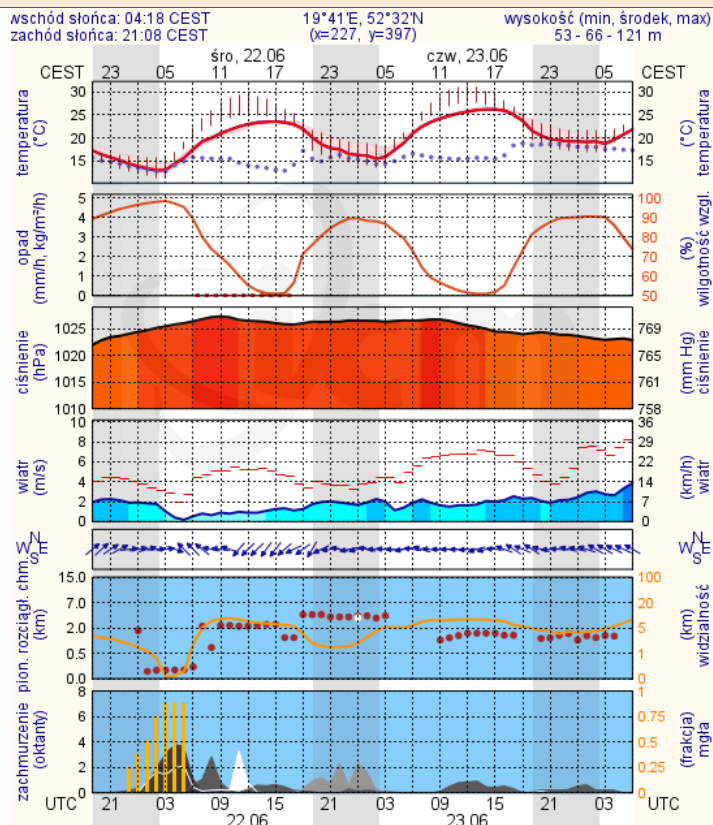 wschód słońca: 04:18 CEST 19°41'E, 52°32'N wysokość (min, środek, max)
zachód słońca: 21:08 CEST (x=227, y=397) 53 - 66 - 121 m
śro, 22.06 czw, 23.06
CEST 23 05 11 17 23 05 11 17 23 05 CEST
temperatura (°C)
30 25 20 15
30 25 20 15
temperatura (°C)
opad (mm/h, kg/m²/h)
5 4 3 2 1 0
100 90 80 70 60 50
(%) wilgotność wzgl.
ciśnienie (hPa)
1025 1020 1015 1010
769 765 761 758
(mm Hg) ciśnienie
wiatr (m/s)
10 8 6 4 2 0
36 29 22 14 7 0
(km/h) wiatr
N W E S
N W E S
pion. rozciągł. chm. (km)
15.0 7.0 2.0 0.5 0.0
100 20 5 1 0
(km) widzialność
zachmurzenie (oktanty)
8 6 4 2 0
1 0.75 0.5 0.25 0
(frakcja) mgła
UTC 21 03 09 15 21 03 09 15 21 03 UTC
22.06 23.06